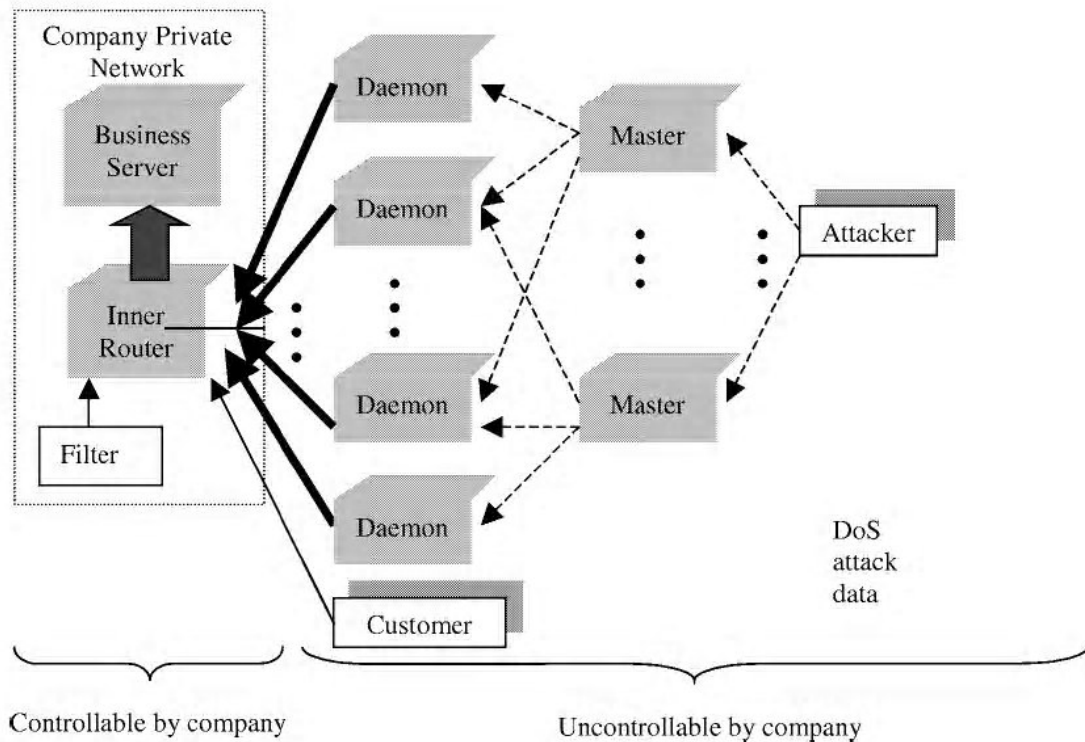 Company Private
Network
Business
Server
Inner
Router
Filter
Daemon
Daemon
Daemon
Daemon
Customer
Master
Master
Attacker
DoS
attack
data
Controllable by company
Uncontrollable by company